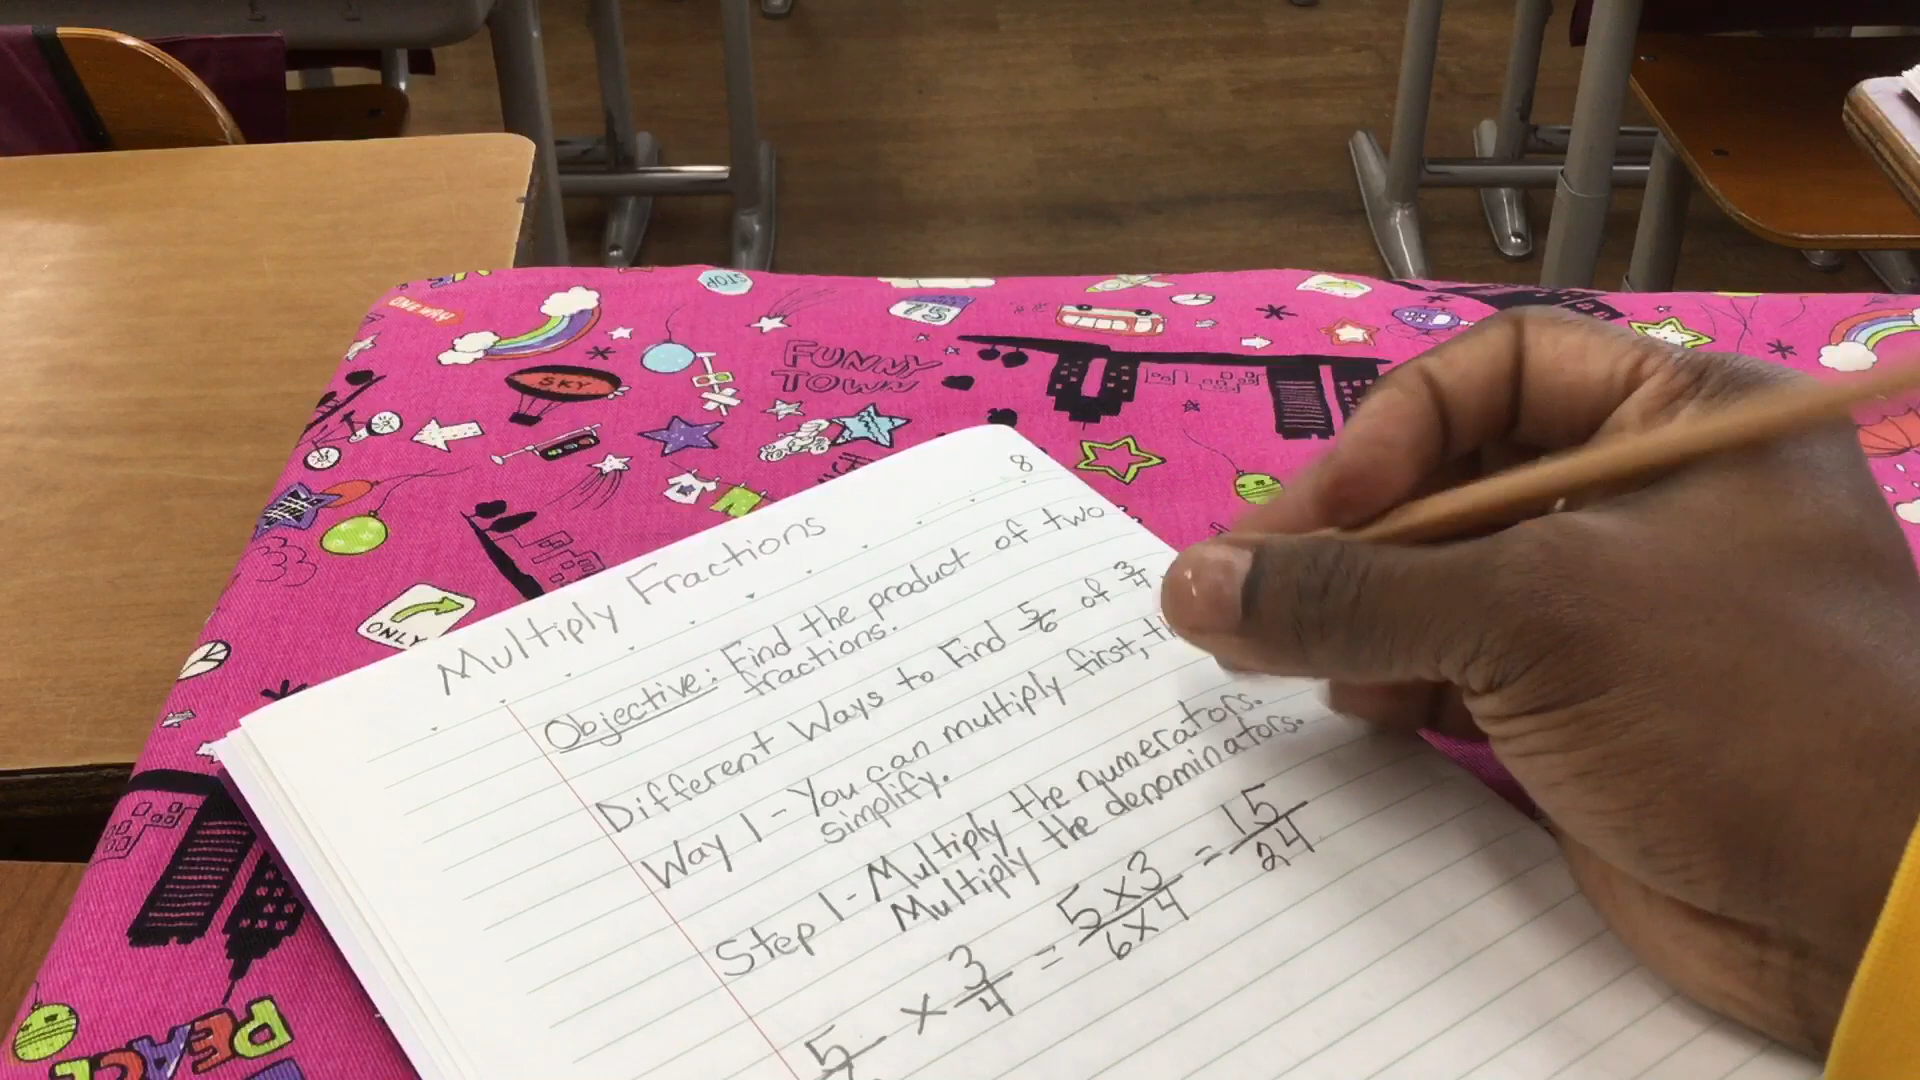 ONE WAY
STOP
15
FUNNY
TOWN
SKY
ONLY
PEACE
8
Multiply Fractions
Objective: Find the product of two
fractions.
Different Ways to Find 5/6 of 3/4
Way 1 - You can multiply first,
simplify.
Step 1 - Multiply the numerators.
Multiply the denominators.
5 × 3/4 = 5 x 3/6 x 4 = 15/24